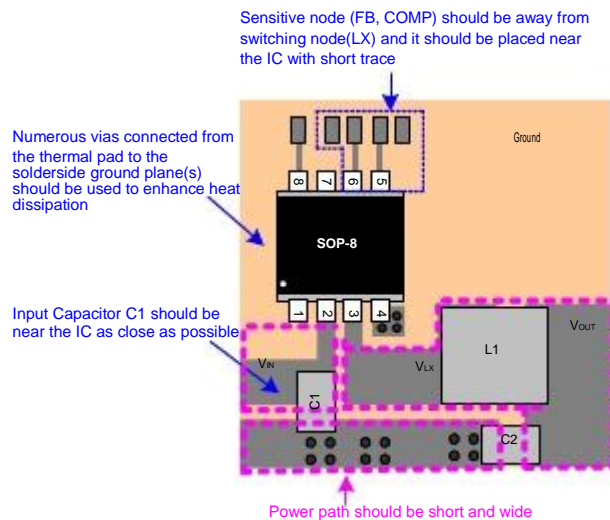 Sensitive node (FB, COMP) should be away from
switching node(LX) and it should be placed near
the IC with short trace
Numerous vias connected from
the thermal pad to the
solderside ground plane(s)
should be used to enhance heat
dissipation
Ground
8
7
6
5
SOP-8
1
2
3
4
Input Capacitor C1 should be
near the IC as close as possible
VIN
C1
VLX
L1
VOUT
C2
Power path should be short and wide